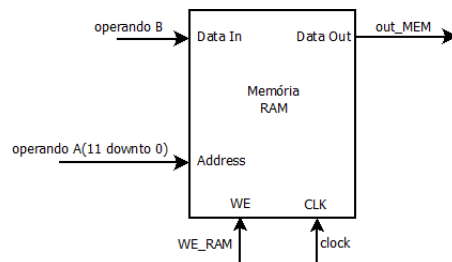 operando B
Data In
Data Out
out_MEM
Memória
RAM
operando A(11 downto 0)
Address
WE
CLK
WE_RAM
clock